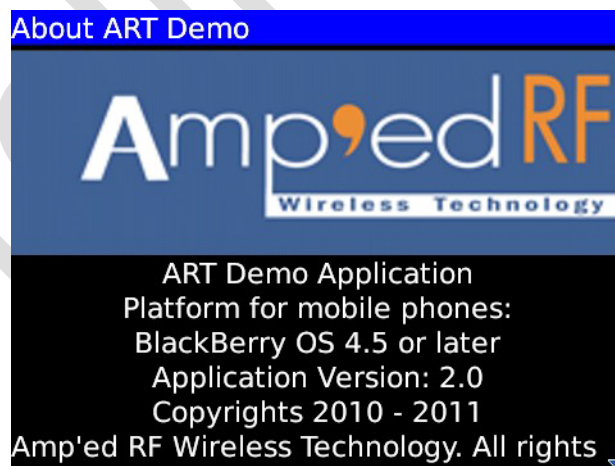 About ART Demo
Amp'ed RF
Wireless Technology
ART Demo Application
Platform for mobile phones:
BlackBerry OS 4.5 or later
Application Version: 2.0
Copyrights 2010 - 2011
Amp'ed RF Wireless Technology. All rights